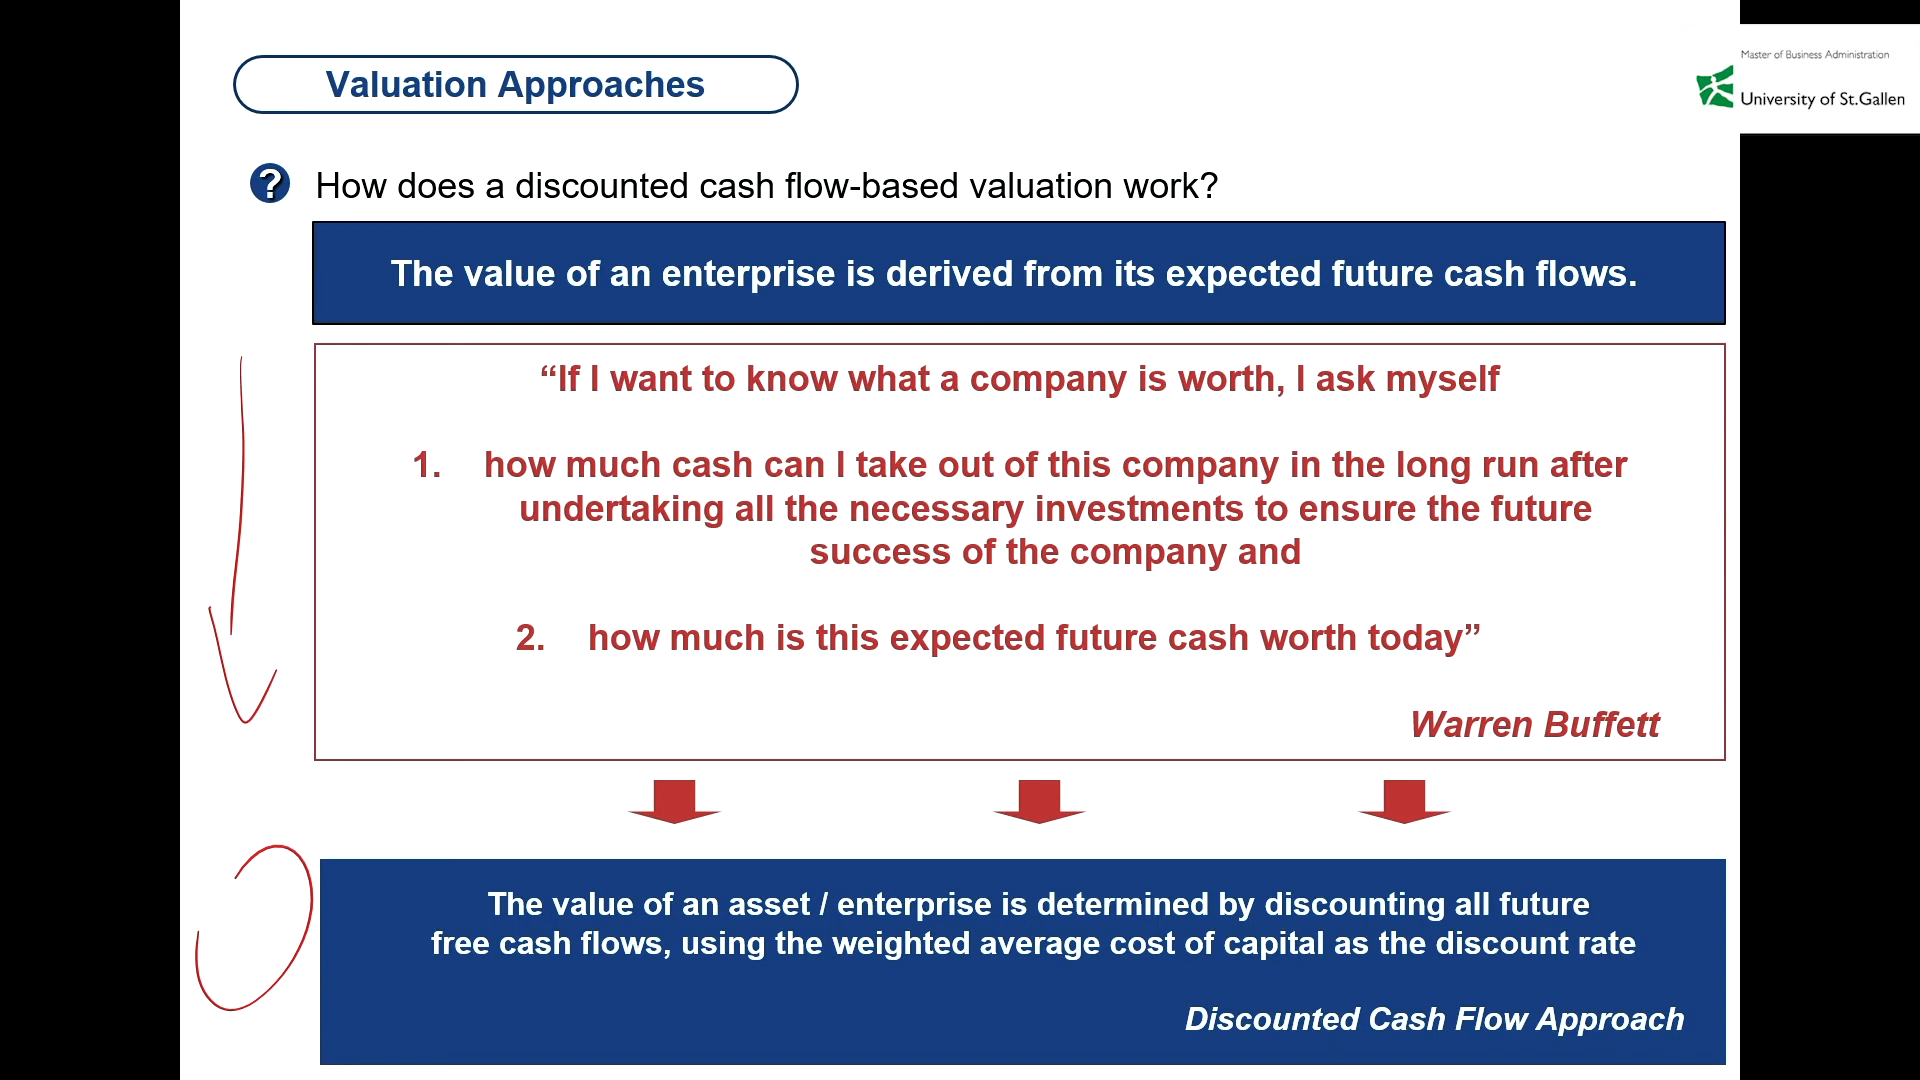 Valuation Approaches
Master of Business Administration
University of St.Gallen
? How does a discounted cash flow-based valuation work?
The value of an enterprise is derived from its expected future cash flows.
“If I want to know what a company is worth, I ask myself
1. how much cash can I take out of this company in the long run after
undertaking all the necessary investments to ensure the future
success of the company and
2. how much is this expected future cash worth today”
Warren Buffett
The value of an asset / enterprise is determined by discounting all future
free cash flows, using the weighted average cost of capital as the discount rate
Discounted Cash Flow Approach